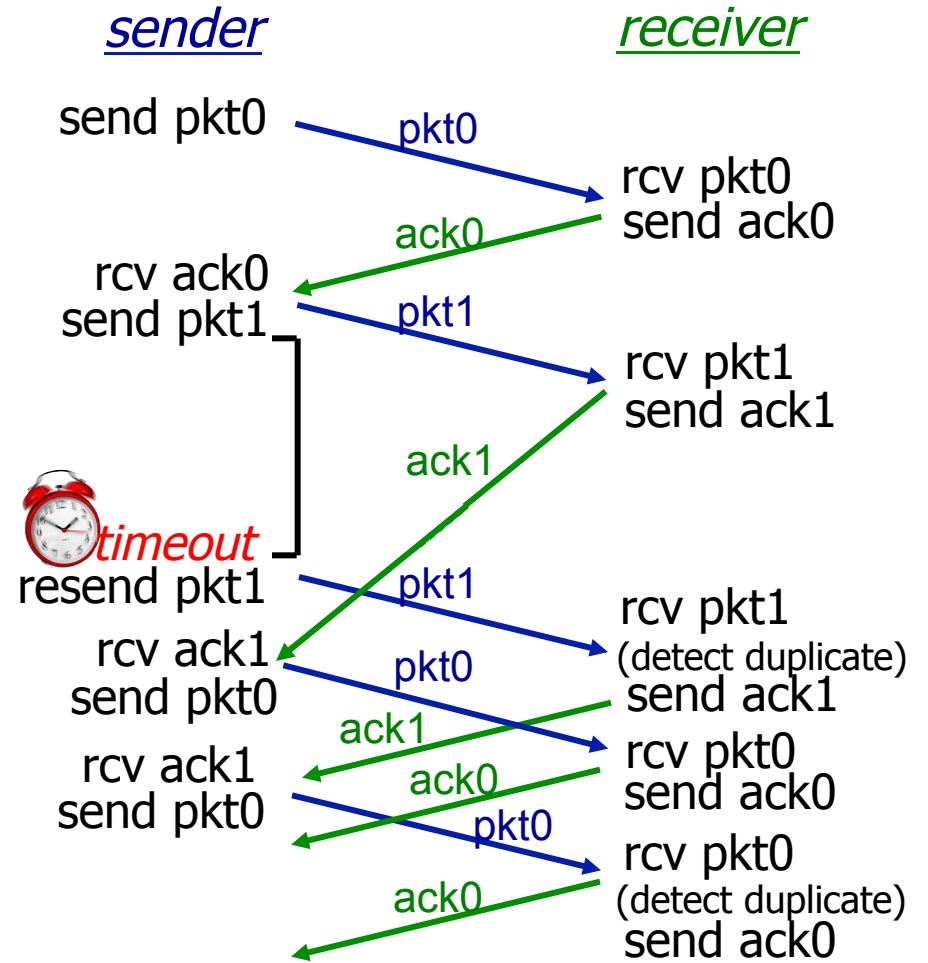 sender
receiver
send pkt0
pkt0
rcv pkt0
send ack0
ack0
rcv ack0
send pkt1
pkt1
rcv pkt1
send ack1
ack1
timeout
resend pkt1
pkt1
rcv pkt1
(detect duplicate)
send ack1
rcv ack1
send pkt0
pkt0
ack1
rcv pkt0
send ack0
rcv ack1
send pkt0
ack0
pkt0
rcv pkt0
(detect duplicate)
send ack0
ack0